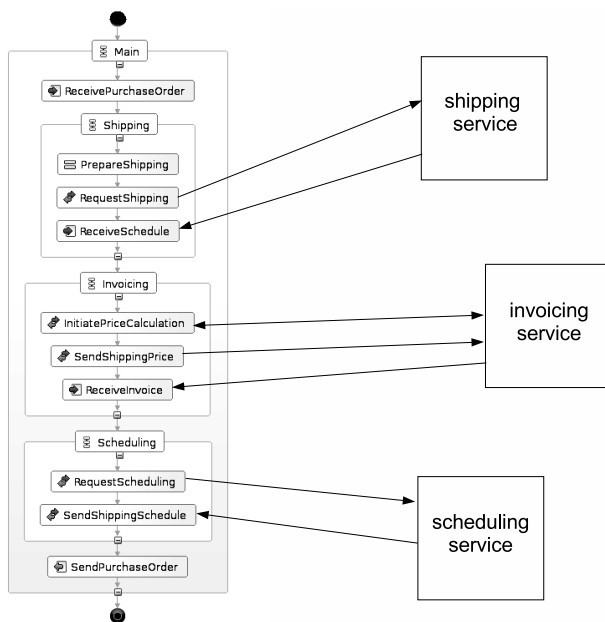 Main
ReceivePurchaseOrder
Shipping
PrepareShipping
RequestShipping
ReceiveSchedule
Invoicing
InitiatePriceCalculation
SendShippingPrice
ReceiveInvoice
Scheduling
RequestScheduling
SendShippingSchedule
SendPurchaseOrder
shipping
service
invoicing
service
scheduling
service